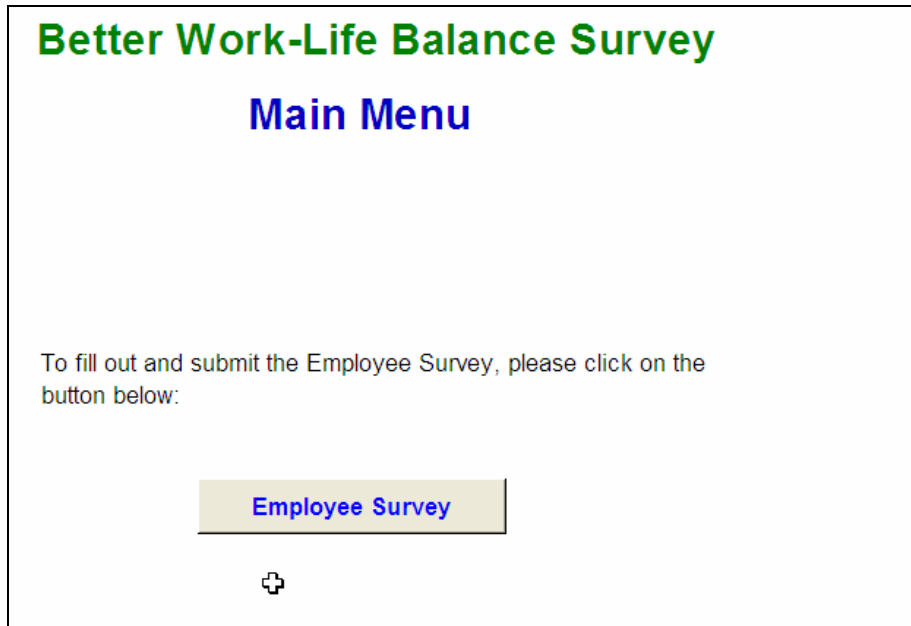 Better Work-Life Balance Survey
Main Menu
To fill out and submit the Employee Survey, please click on the
button below:
Employee Survey